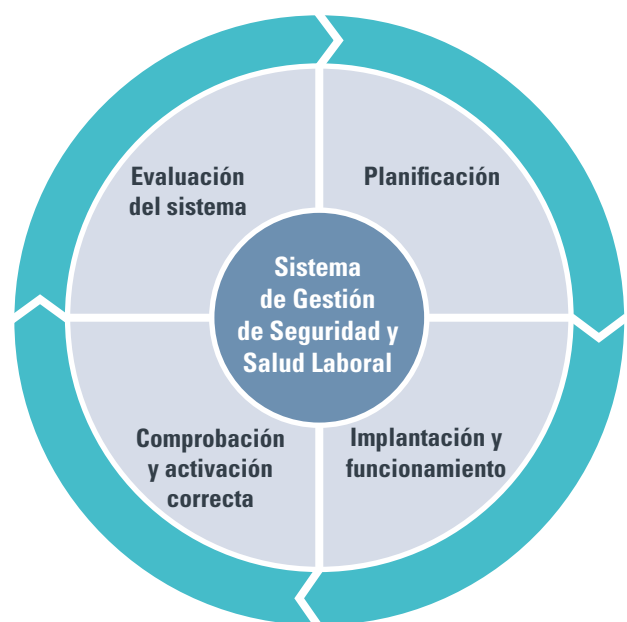 Evaluación
del sistema
Planificación
Sistema
de Gestión
de Seguridad y
Salud Laboral
Comprobación
y activación
correcta
Implantación y
funcionamiento